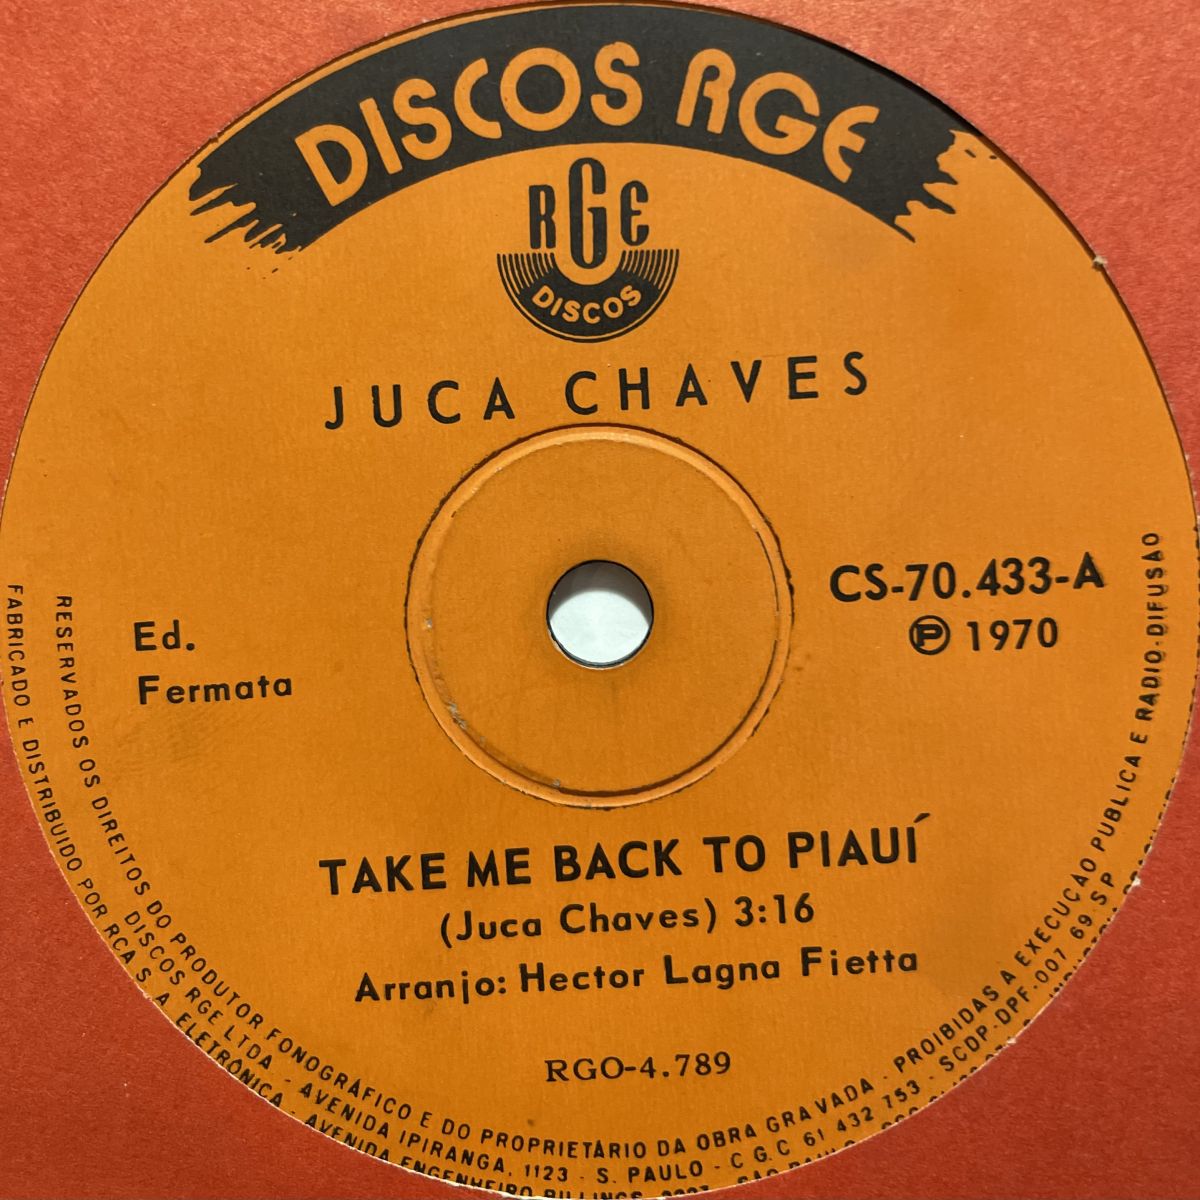 DISCOS RGE
RGE
DISCOS
JUCA CHAVES
CS-70.433-A
Ⓟ 1970
Ed.
Fermata
TAKE ME BACK TO PIAUÍ
(Juca Chaves) 3:16
Arranjo: Hector Lagna Fietta
RGO-4.789
RESERVADOS OS DIREITOS DO PRODUTOR FONOGRÁFICO E DO PROPRIETÁRIO DA OBRA GRAVADA . PROIBIDAS A EXECUÇÃO PUBLICA E RADIO-DIFUSÃO
DISCOS RGE LTDA - AVENIDA IPIRANGA, 1123 - S. PAULO - C G.C 61 432 753 - SCDP-DPF-007 69 SP
FABRICADO E DISTRIBUIDO POR RCA S. A ELETRÔNICA - AVENIDA ENGENHEIRO BILLINGS